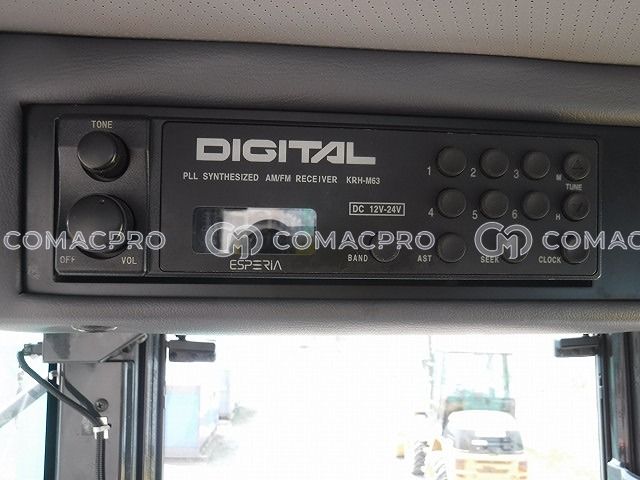 TONE
DIGITAL
PLL SYNTHESIZED AM/FM RECEIVER KRH-M63
1 2 3 M
TUNE
DC 12V-24V
4 5 6 H
COMACPRO COMACPRO COMACPRO
OFF VOL
ESPERIA
BAND AST SEEK CLOCK